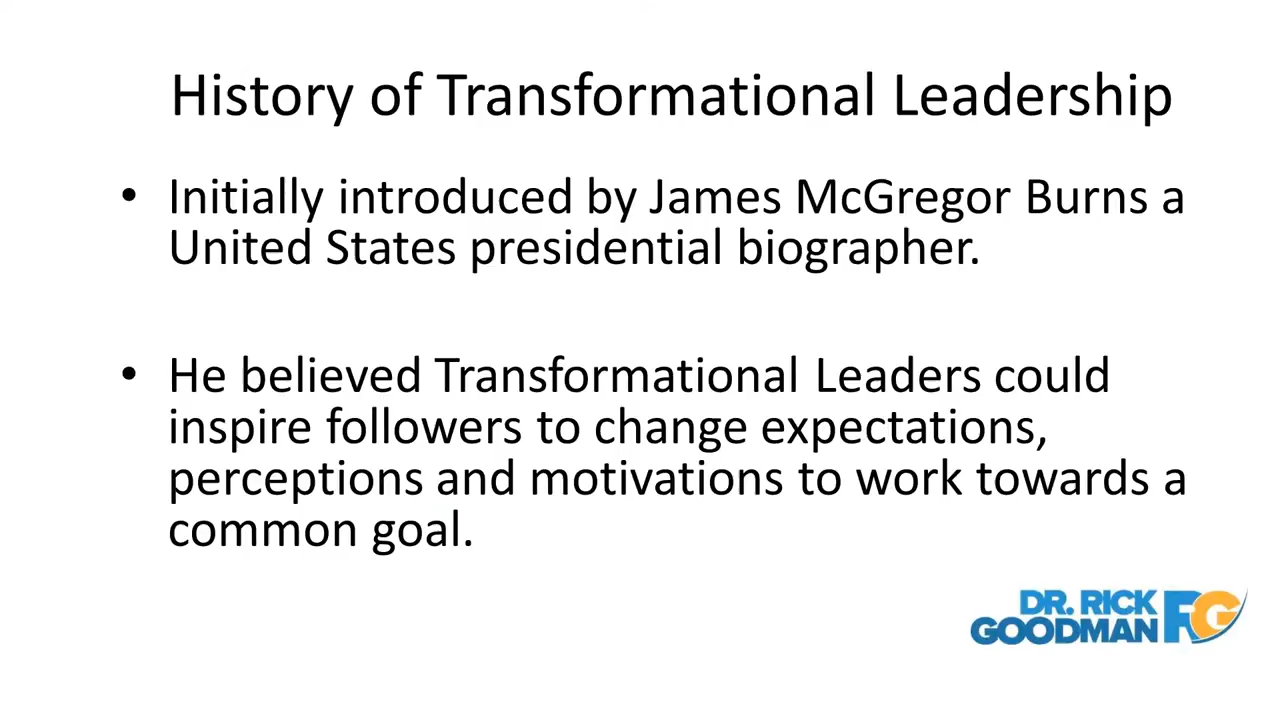 History of Transformational Leadership
• Initially introduced by James McGregor Burns a
United States presidential biographer.
• He believed Transformational Leaders could
inspire followers to change expectations,
perceptions and motivations to work towards a
common goal.
DR. RICK
GOODMAN RG